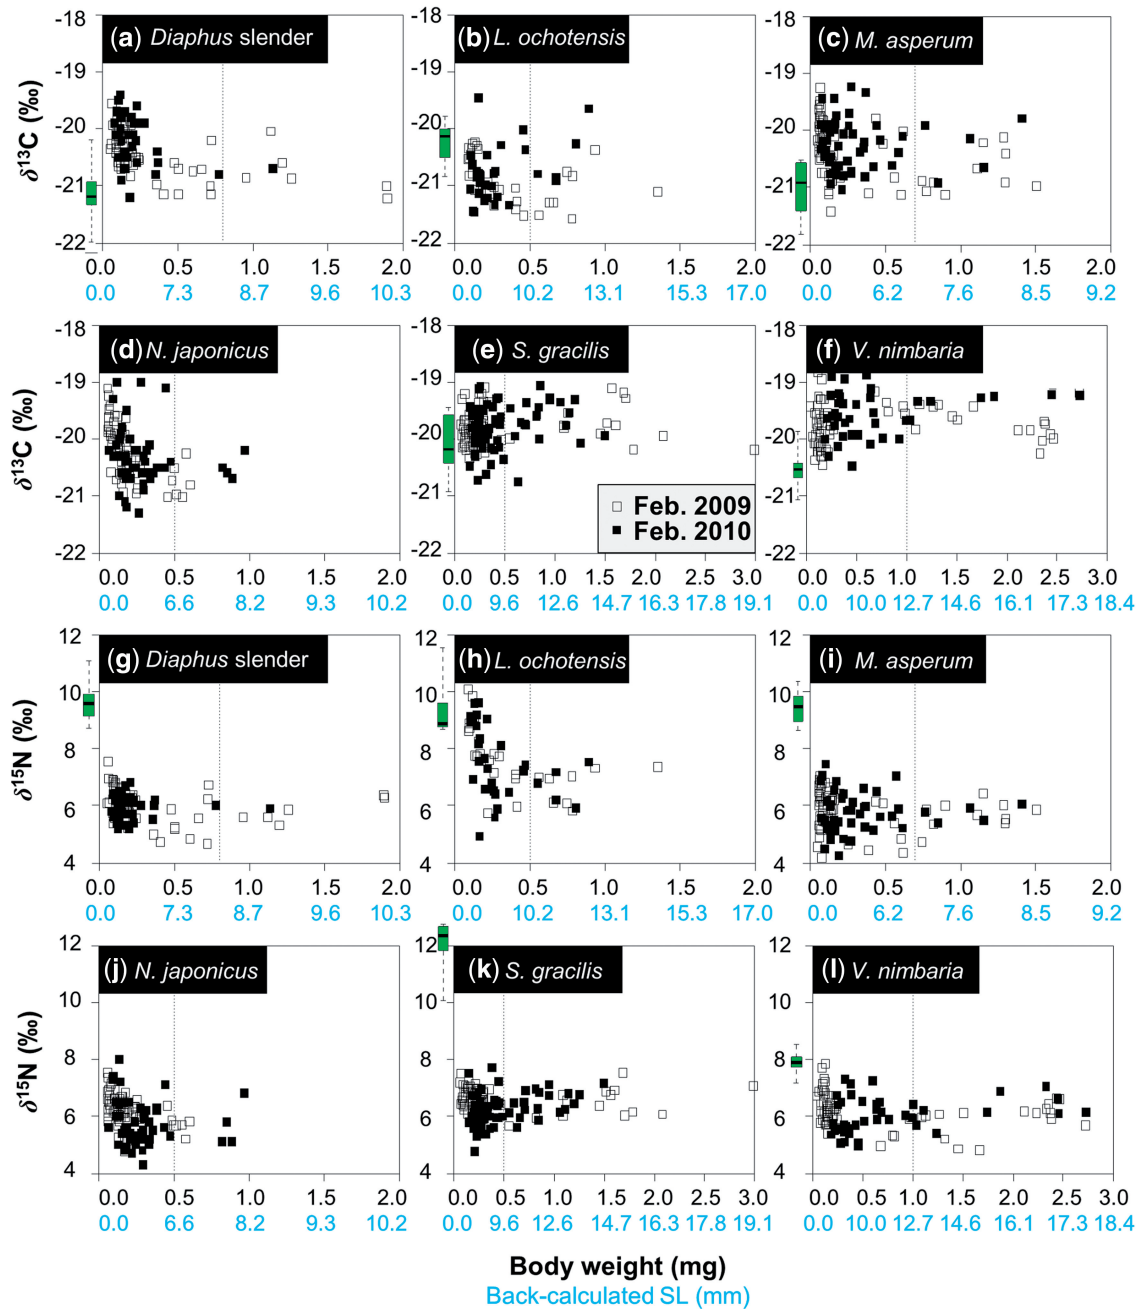 (a) Diaphus slender
(b) L. ochotensis
(c) M. asperum
δ13C (‰)
-18 -18 -18
-19 -19 -19
-20 -20 -20
-21 -21 -21
-22 -22 -22
0.0 0.5 1.0 1.5 2.0 0.0 0.5 1.0 1.5 2.0 0.0 0.5 1.0 1.5 2.0
0.0 7.3 8.7 9.6 10.3 0.0 10.2 13.1 15.3 17.0 0.0 6.2 7.6 8.5 9.2
(d) N. japonicus
(e) S. gracilis
(f) V. nimbaria
δ13C (‰)
-18 -18 -18
-19 -19 -19
-20 -20 -20
-21 -21 -21
-22 -22 -22
Feb. 2009
Feb. 2010
0.0 0.5 1.0 1.5 2.0 0.0 0.5 1.0 1.5 2.0 2.5 3.0 0.0 0.5 1.0 1.5 2.0 2.5 3.0
0.0 6.6 8.2 9.3 10.2 0.0 9.6 12.6 14.7 16.3 17.8 19.1 0.0 10.0 12.7 14.6 16.1 17.3 18.4
(g) Diaphus slender
(h) L. ochotensis
(i) M. asperum
δ15N (‰)
12 12 12
10 10 10
8 8 8
6 6 6
4 4 4
0.0 0.5 1.0 1.5 2.0 0.0 0.5 1.0 1.5 2.0 0.0 0.5 1.0 1.5 2.0
0.0 7.3 8.7 9.6 10.3 0.0 10.2 13.1 15.3 17.0 0.0 6.2 7.6 8.5 9.2
(j) N. japonicus
(k) S. gracilis
(l) V. nimbaria
δ15N (‰)
12 12 12
10 10 10
8 8 8
6 6 6
4 4 4
0.0 0.5 1.0 1.5 2.0 0.0 0.5 1.0 1.5 2.0 2.5 3.0 0.0 0.5 1.0 1.5 2.0 2.5 3.0
0.0 6.6 8.2 9.3 10.2 0.0 9.6 12.6 14.7 16.3 17.8 19.1 0.0 10.0 12.7 14.6 16.1 17.3 18.4
Body weight (mg)
Back-calculated SL (mm)